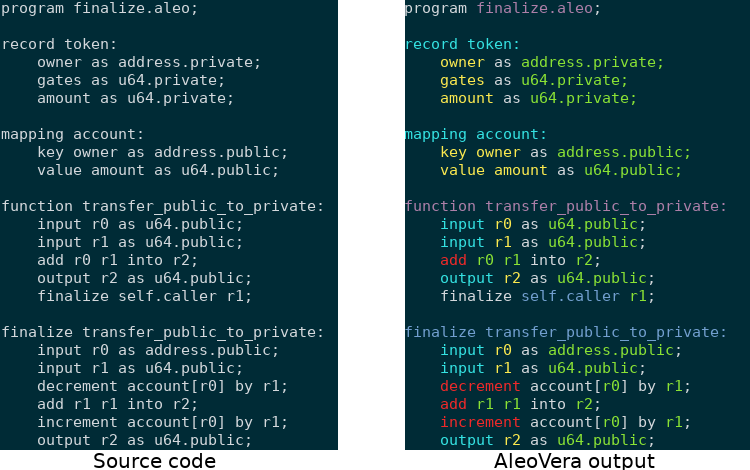 program finalize.aleo;

record token:
    owner as address.private;
    gates as u64.private;
    amount as u64.private;

mapping account:
    key owner as address.public;
    value amount as u64.public;

function transfer_public_to_private:
    input r0 as u64.public;
    input r1 as u64.public;
    add r0 r1 into r2;
    output r2 as u64.public;
    finalize self.caller r1;

finalize transfer_public_to_private:
    input r0 as address.public;
    input r1 as u64.public;
    decrement account[r0] by r1;
    add r1 r1 into r2;
    increment account[r0] by r1;
    output r2 as u64.public;
Source code
program finalize.aleo;

record token:
    owner as address.private;
    gates as u64.private;
    amount as u64.private;

mapping account:
    key owner as address.public;
    value amount as u64.public;

function transfer_public_to_private:
    input r0 as u64.public;
    input r1 as u64.public;
    add r0 r1 into r2;
    output r2 as u64.public;
    finalize self.caller r1;

finalize transfer_public_to_private:
    input r0 as address.public;
    input r1 as u64.public;
    decrement account[r0] by r1;
    add r1 r1 into r2;
    increment account[r0] by r1;
    output r2 as u64.public;
AleoVera output